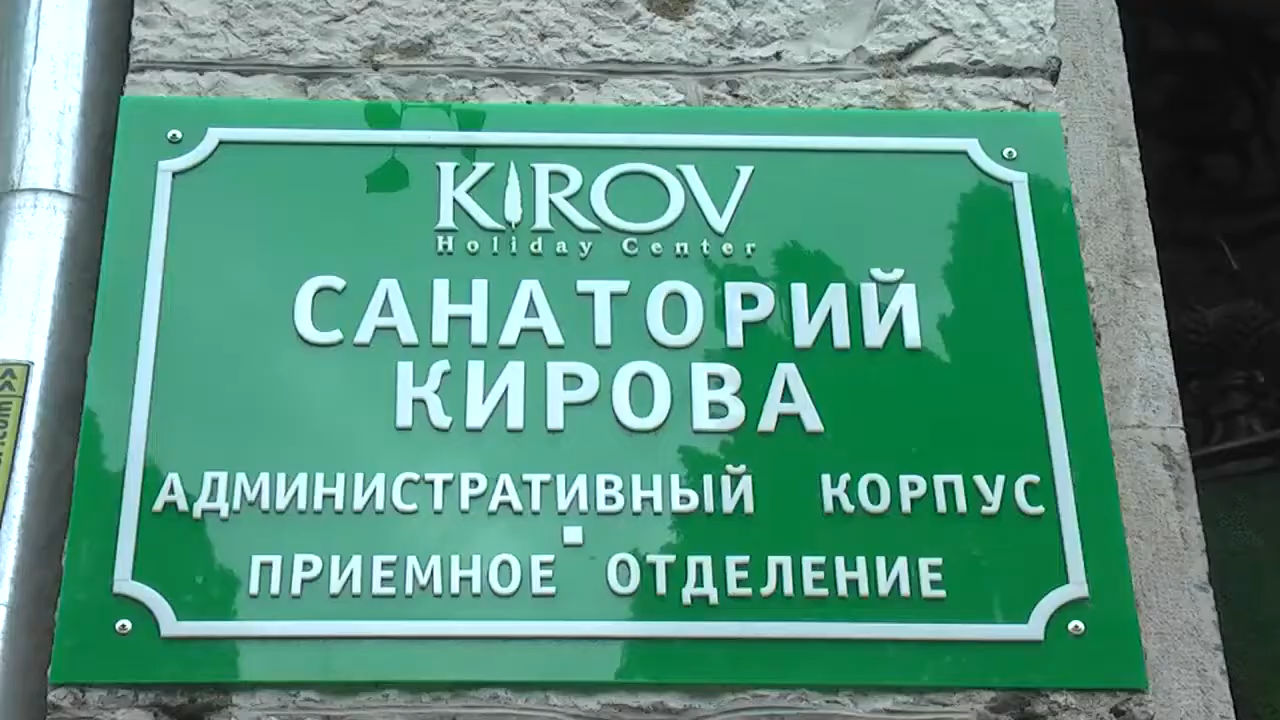 KIROV
Holiday Center
САНАТОРИЙ
КИРОВА
АДМИНИСТРАТИВНЫЙ КОРПУС
ПРИЕМНОЕ ОТДЕЛЕНИЕ